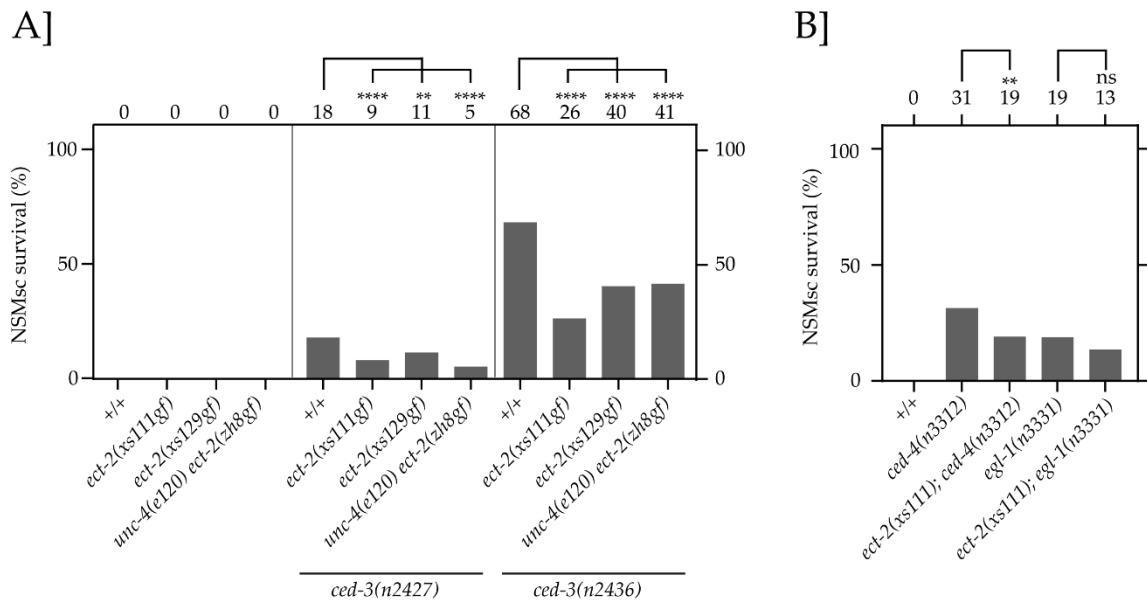 A]
**** ** **** **** **** ****
0 0 0 0 18 9 11 5 68 26 40 41
NSMsc survival (%)
100 100
50 50
0 0
+/+
ect-2(xs111gf)
ect-2(xs129gf)
unc-4(e120) ect-2(zh8gf)
+/+
ect-2(xs111gf)
ect-2(xs129gf)
unc-4(e120) ect-2(zh8gf)
+/+
ect-2(xs111gf)
ect-2(xs129gf)
unc-4(e120) ect-2(zh8gf)
ced-3(n2427)
ced-3(n2436)
B]
** ns
0 31 19 19 13
NSMsc survival (%)
100
50
0
+/+
ced-4(n3312)
ect-2(xs111); ced-4(n3312)
egl-1(n3331)
ect-2(xs111); egl-1(n3331)